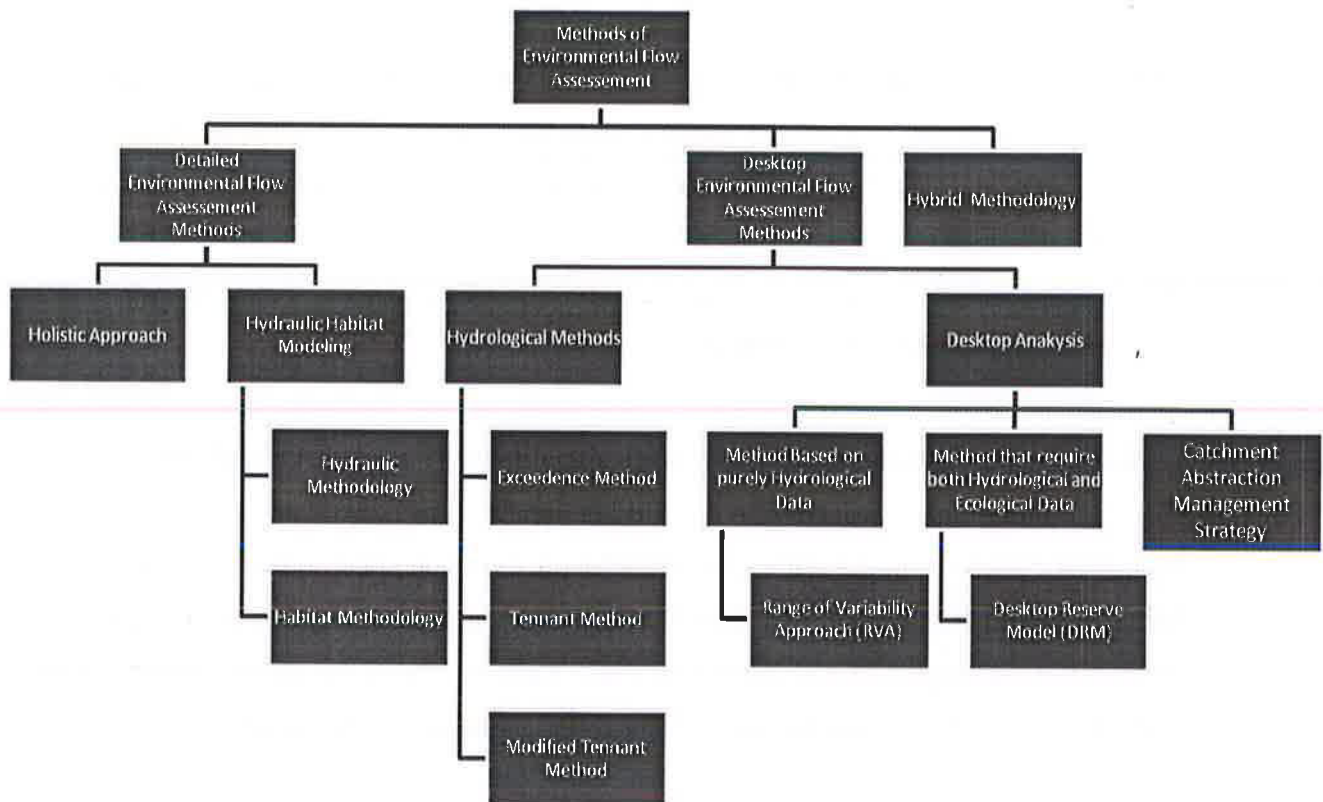 Methods of
Environmental Flow
Assessement
Detailed
Environmental Flow
Assessement
Methods
Desktop
Environmental Flow
Assessement
Methods
Hybrid Methodology
Holistic Approach
Hydraulic Habitat
Modeling
Hydrological Methods
Desktop Anakysis
Hydraulic
Methodology
Exceedence Method
Method Based on
purely Hydrological
Data
Method that require
both Hydrological and
Ecological Data
Catchment
Abstraction
Management
Strategy
Habitat Methodology
Tennant Method
Range of Variability
Approach (RVA)
Desktop Reserve
Model (DRM)
Modified Tennant
Method